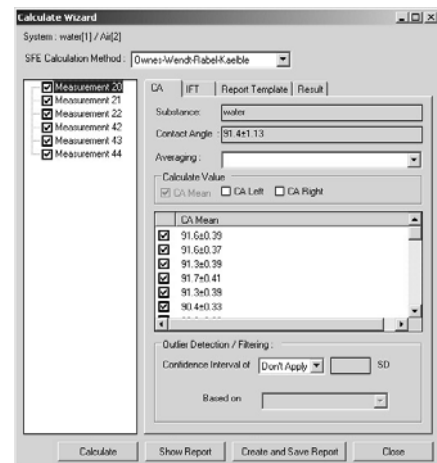 Calculate Wizard
System : water[1] / Air[2]
SFE Calculation Method : Ownes-Wendt-Rabel-Kaelble
Measurement 20
Measurement 21
Measurement 22
Measurement 42
Measurement 43
Measurement 44
CA IFT Report Template Result
Substance: water
Contact Angle : 91.4±1.13
Averaging :
Calculate Value
CA Mean CA Left CA Right
CA Mean
91.6±0.39
91.6±0.37
91.3±0.39
91.7±0.41
91.3±0.39
90.4±0.33
Outlier Detection / Filtering :
Confidence Interval of Don't Apply SD
Based on
Calculate Show Report Create and Save Report Close